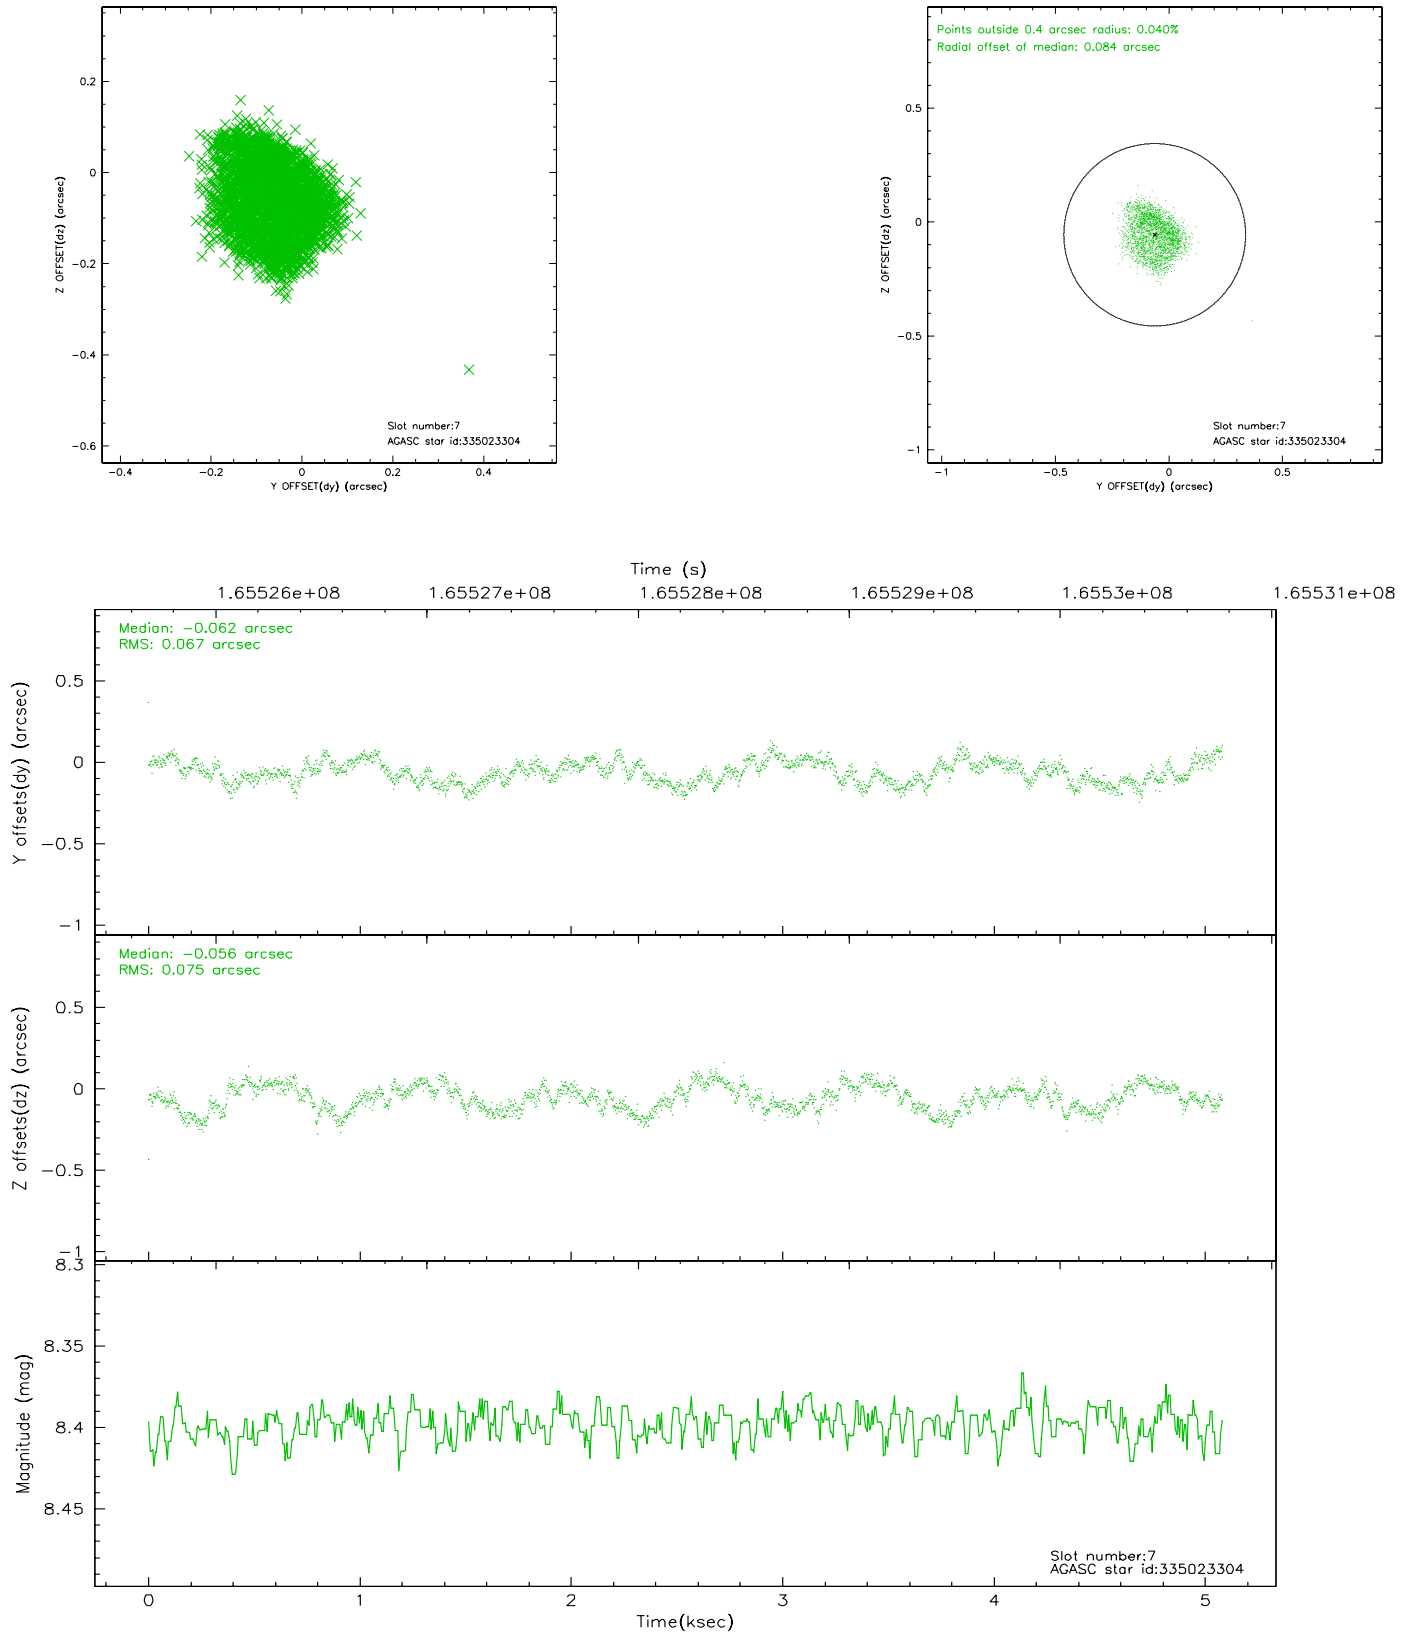 0.2
0
-0.2
-0.4
-0.6
Z OFFSET(dz) (arcsec)
Slot number:7
AGASC star id:335023304
-0.4 -0.2 0 0.2 0.4
Y OFFSET(dy) (arcsec)
Points outside 0.4 arcsec radius: 0.040%
Radial offset of median: 0.084 arcsec
0.5
0
-0.5
-1
Z OFFSET(dz) (arcsec)
Slot number:7
AGASC star id:335023304
-1 -0.5 0 0.5
Y OFFSET(dy) (arcsec)
Time (s)
1.65526e+08 1.65527e+08 1.65528e+08 1.65529e+08 1.6553e+08 1.65531e+08
Median: -0.062 arcsec
RMS: 0.067 arcsec
0.5
0
-0.5
-1
Y offsets(dy) (arcsec)
Median: -0.056 arcsec
RMS: 0.075 arcsec
0.5
0
-0.5
-1
Z offsets(dz) (arcsec)
8.3
8.35
8.4
8.45
Magnitude (mag)
Slot number:7
AGASC star id:335023304
0 1 2 3 4 5
Time(ksec)